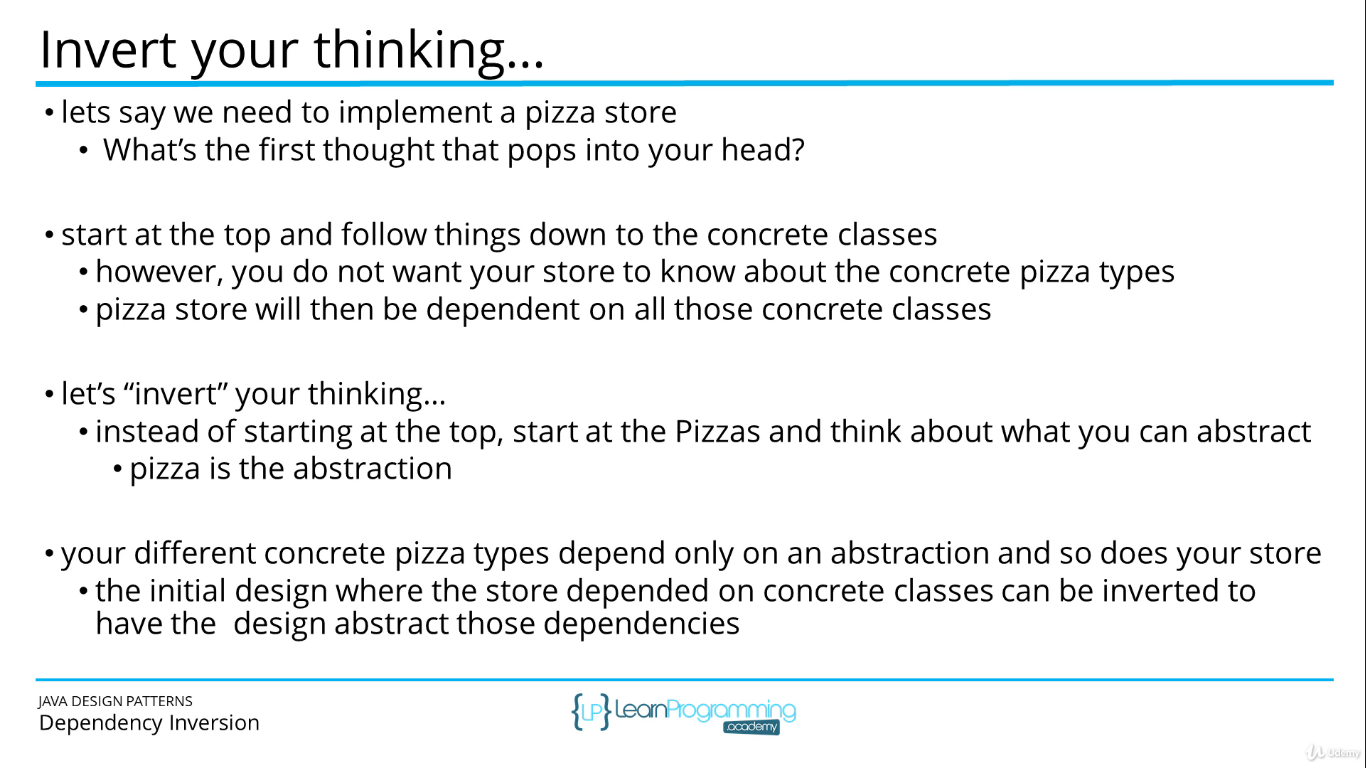 Invert your thinking...
• lets say we need to implement a pizza store
• What's the first thought that pops into your head?
• start at the top and follow things down to the concrete classes
• however, you do not want your store to know about the concrete pizza types
• pizza store will then be dependent on all those concrete classes
• let's “invert” your thinking...
• instead of starting at the top, start at the Pizzas and think about what you can abstract
• pizza is the abstraction
• your different concrete pizza types depend only on an abstraction and so does your store
• the initial design where the store depended on concrete classes can be inverted to
have the  design abstract those dependencies
JAVA DESIGN PATTERNS
Dependency Inversion
{LP} LearnProgramming
.academy
Udemy